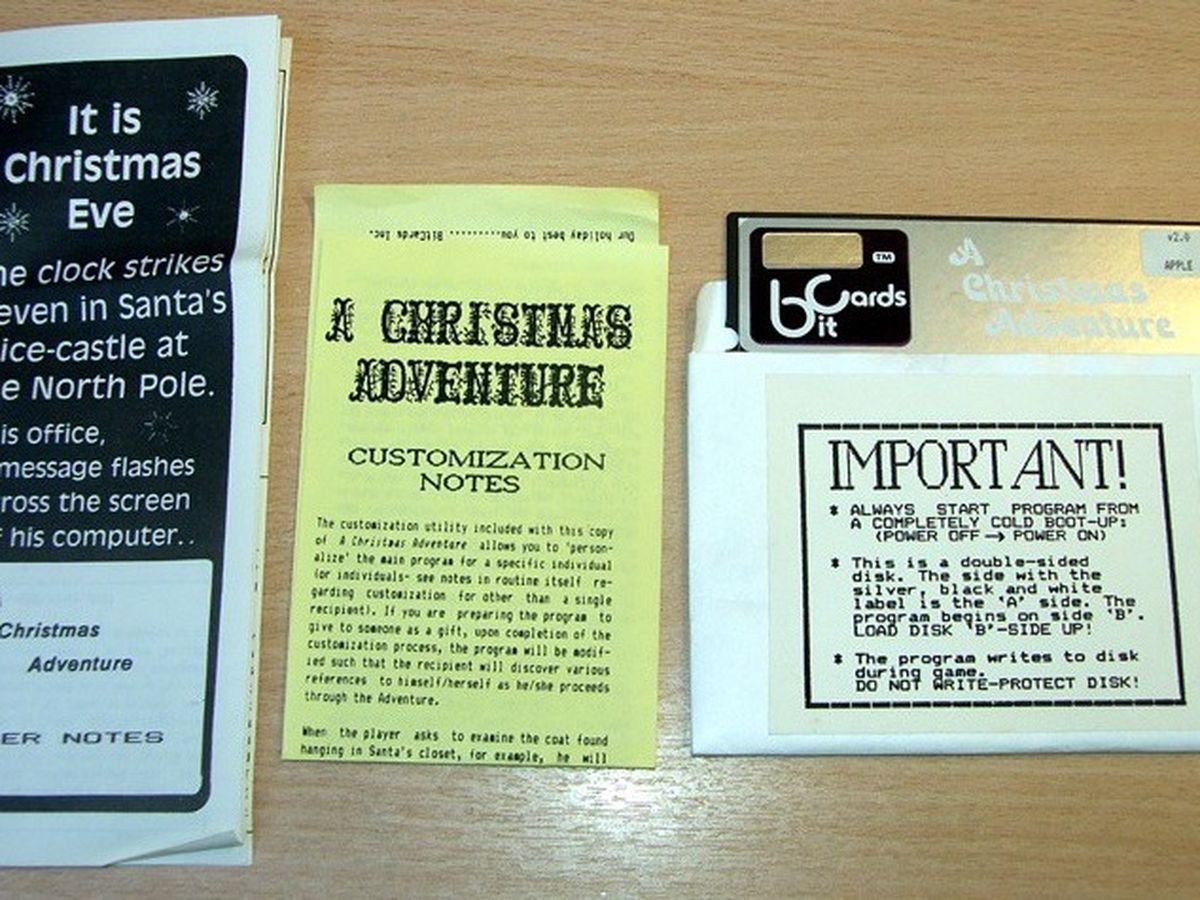 It is
Christmas
Eve
he clock strikes
even in Santa's
ice-castle at
e North Pole.
is office,
message flashes
ross the screen
f his computer..
Christmas
Adventure
ER NOTES
Our holiday best to you.......... BitCards Inc.
A CHRISTMAS
ADVENTURE
CUSTOMIZATION
NOTES
The customization utility included with this copy
of A Christmas Adventure allows you to 'person-
alize' the main program for a specific individual
(or individuals- see notes in routine itself re-
garding customization for other than a single
recipient). If you are preparing the program to
give to someone as a gift, upon completion of the
customization process, the program will be modif-
ied such that the recipient will discover various
references to himself/herself as he/she proceeds
through the Adventure.
When the player asks to examine the coat found
hanging in Santa's closet, for example, he will
bit Cards
TM
A
Christmas
Adventure
v2.0
APPLE
IMPORTANT!
* ALWAYS START PROGRAM FROM
A COMPLETELY COLD BOOT-UP:
(POWER OFF → POWER ON)
* This is a double-sided
disk. The side with the
silver, black and white
label is the 'A' side. The
program begins on side 'B'.
LOAD DISK 'B'-SIDE UP!
* The program writes to disk
during game.
DO NOT WRITE-PROTECT DISK!